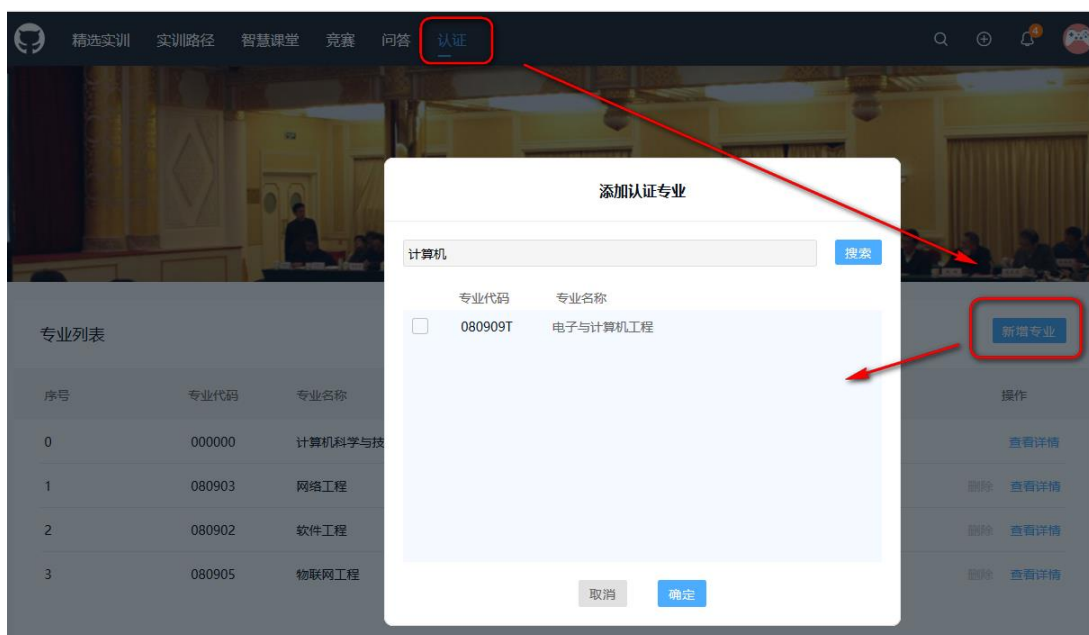 精选实训 实训路径 智慧课堂 竞赛 问答 认证 4
添加认证专业
计算机 搜索
专业代码 专业名称
080909T 电子与计算机工程
专业列表 新增专业
序号 专业代码 专业名称 操作
0 000000 计算机科学与技 查看详情
1 080903 网络工程 删除 查看详情
2 080902 软件工程 删除 查看详情
3 080905 物联网工程 删除 查看详情
取消 确定